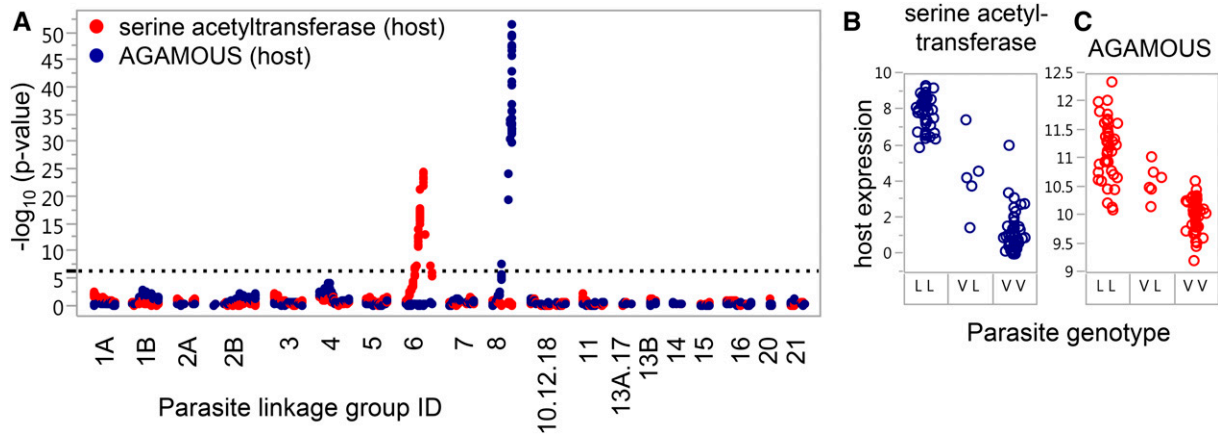 A
serine acetyltransferase (host)
AGAMOUS (host)
-log10 (p-value)
50
45
40
35
30
25
20
15
10
5
0
1A
1B
2A
2B
3
4
5
6
7
8
10.12.18
11
13A.17
13B
14
15
16
20
21
Parasite linkage group ID
B
serine acetyl-
transferase
host expression
10
8
6
4
2
0
L L
V L
V V
C
AGAMOUS
12.5
12
11.5
11
10.5
10
9.5
9
L L
V L
V V
Parasite genotype